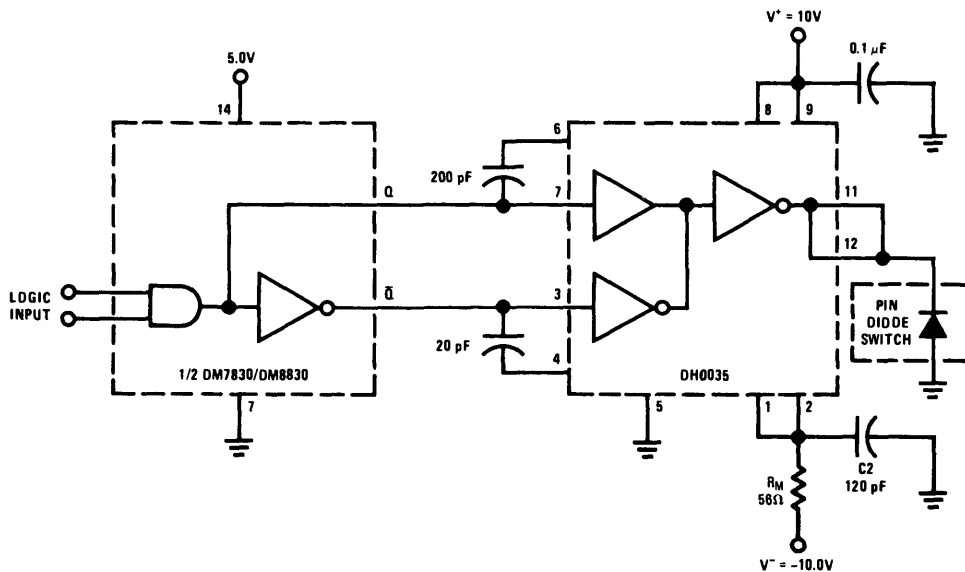 V+ = 10V
0.1 µF
5.0V
14
8
9
6
200 pF
Q
7
11
12
LOGIC
INPUT
Q̄
3
20 pF
4
PIN
DIDDE
SWITCH
1/2 DM7830/DM8830
DH0035
7
5
1
2
C2
120 pF
RM
56Ω
V− = −10.0V